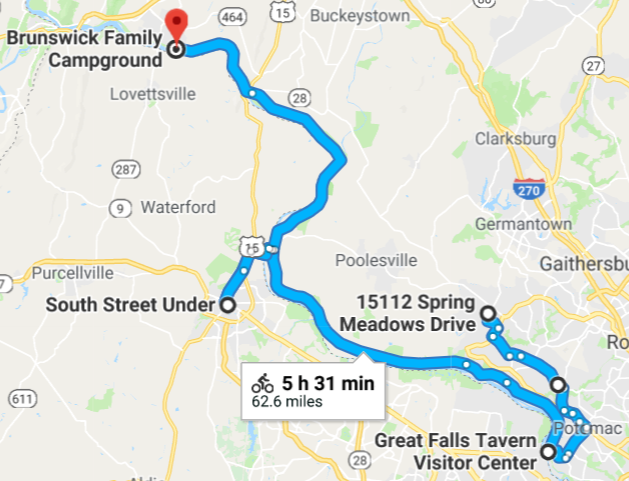 464
15
Buckeystown
Brunswick Family
Campground
27
Lovettsville
28
Clarksburg
287
270
9
Waterford
Germantown
15
Poolesville
Gaithersbu
Purcellville
South Street Under
15112 Spring
Meadows Drive
Ro
5 h 31 min
62.6 miles
611
Potomac
Great Falls Tavern
Visitor Center
28